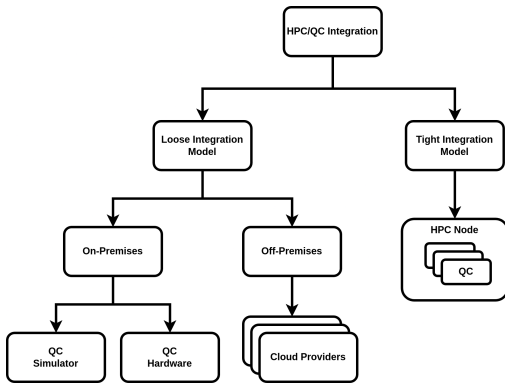 HPC/QC Integration
Loose Integration
Model
Tight Integration
Model
On-Premises
Off-Premises
HPC Node
QC
QC
Simulator
QC
Hardware
Cloud Providers